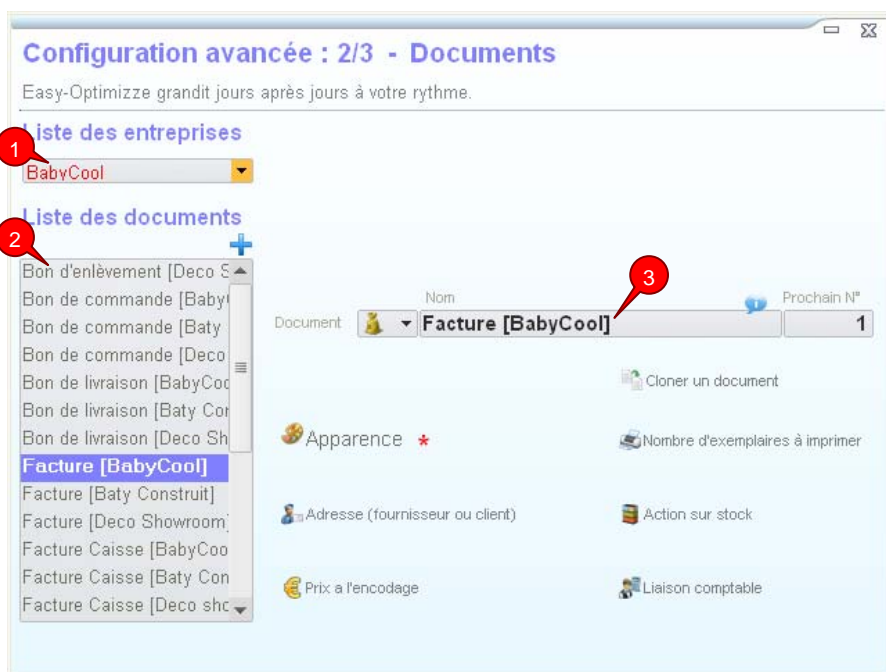 Configuration avancée : 2/3 - Documents
Easy-Optimizze grandit jours après jours à votre rythme.
Liste des entreprises
1
BabyCool
Liste des documents
2
Bon d'enlèvement [Deco S
Bon de commande [Baby
Bon de commande [Baty
Bon de commande [Deco
Bon de livraison [BabyCoo
Bon de livraison [Baty Con
Bon de livraison [Deco Sh
Facture [BabyCool]
Facture [Baty Construit]
Facture [Deco Showroom]
Facture Caisse [BabyCoo
Facture Caisse [Baty Con
Facture Caisse [Deco sho
3
Nom
Prochain N°
Document
Facture [BabyCool]
1
Cloner un document
Apparence *
Nombre d'exemplaires à imprimer
Adresse (fournisseur ou client)
Action sur stock
Prix a l'encodage
Liaison comptable